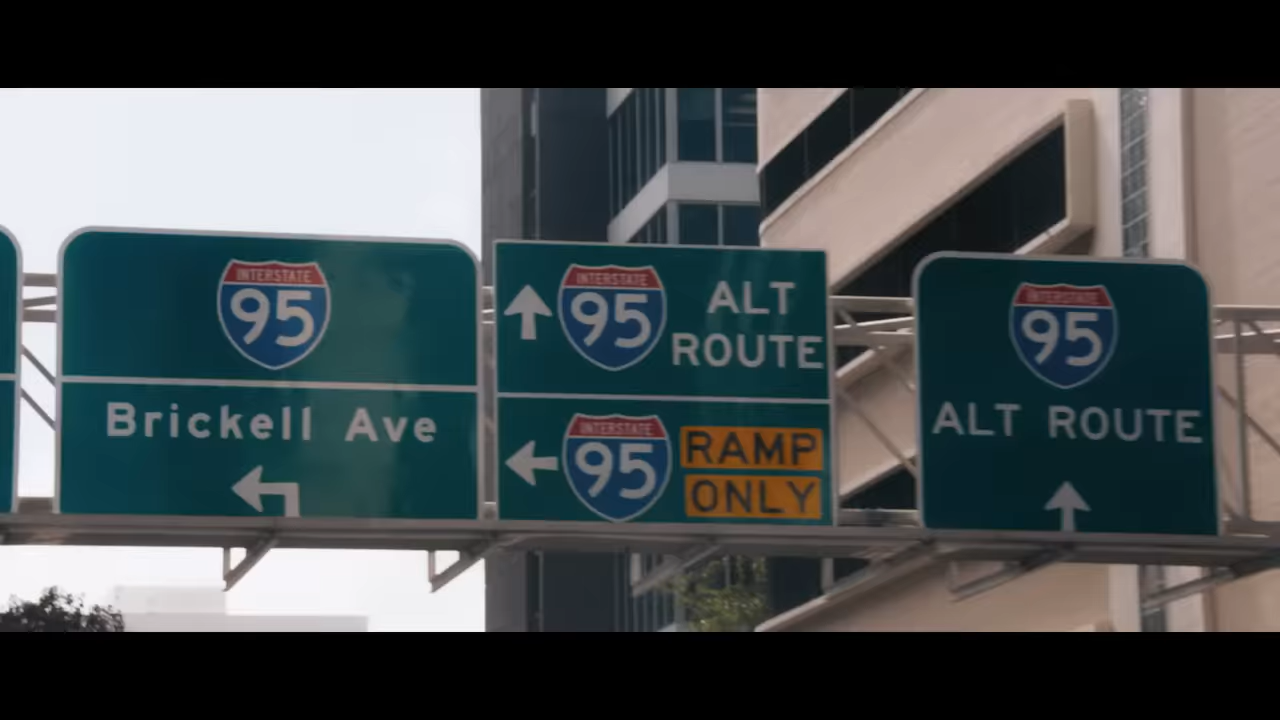 INTERSTATE
95
Brickell Ave
INTERSTATE
95
ALT
ROUTE
INTERSTATE
95
RAMP
ONLY
INTERSTATE
95
ALT ROUTE